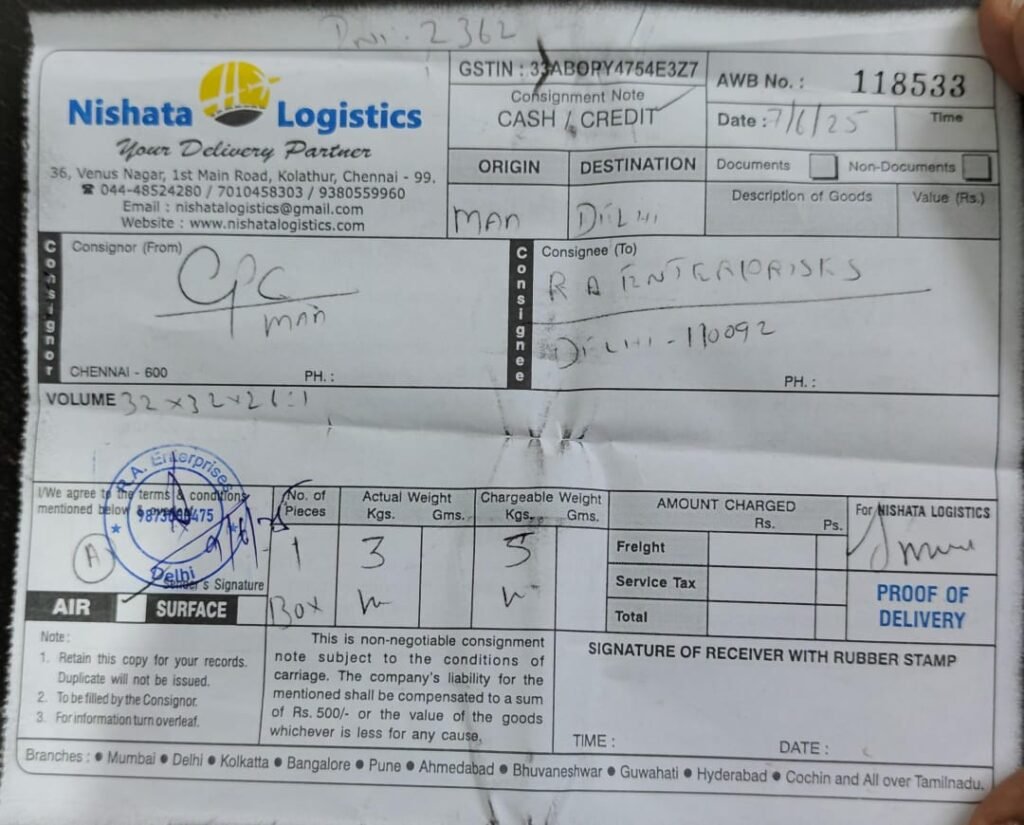 2362
Nishata Logistics
Your Delivery Partner
36, Venus Nagar, 1st Main Road, Kolathur, Chennai - 99.
☎ 044-48524280 / 7010458303 / 9380559960
Email : nishatalogistics@gmail.com
Website : www.nishatalogistics.com
GSTIN : 33ABOPY4754E3Z7
Consignment Note
CASH / CREDIT
AWB No. : 118533
Date : 7/6/25
Time
ORIGIN
DESTINATION
Documents
Non-Documents
MAN
DELHI
Description of Goods
Value (Rs.)
Consignor
Consignor (From)
CPC
MAN
CHENNAI - 600
PH. :
Consignee
Consignee (To)
R A ENTERPRISES
DELHI - 110092
PH. :
VOLUME 32 x 32 x 26 : 1
I/We agree to the terms & conditions
mentioned below &
R.A. Enterprises
Delhi
Sender's Signature
A
AIR
SURFACE
No. of Pieces
Actual Weight
Kgs. Gms.
Chargeable Weight
Kgs. Gms.
1
3
5
Box
AMOUNT CHARGED
Rs. Ps.
Freight
Service Tax
Total
For NISHATA LOGISTICS
PROOF OF
DELIVERY
Note :
1. Retain this copy for your records.
Duplicate will not be issued.
2. To be filled by the Consignor.
3. For information turn overleaf.
This is non-negotiable consignment
note subject to the conditions of
carriage. The company's liability for the
mentioned shall be compensated to a sum
of Rs. 500/- or the value of the goods
whichever is less for any cause,
SIGNATURE OF RECEIVER WITH RUBBER STAMP
TIME :
DATE :
Branches : ● Mumbai ● Delhi ● Kolkatta ● Bangalore ● Pune ● Ahmedabad ● Bhuvaneshwar ● Guwahati ● Hyderabad ● Cochin and All over Tamilnadu.